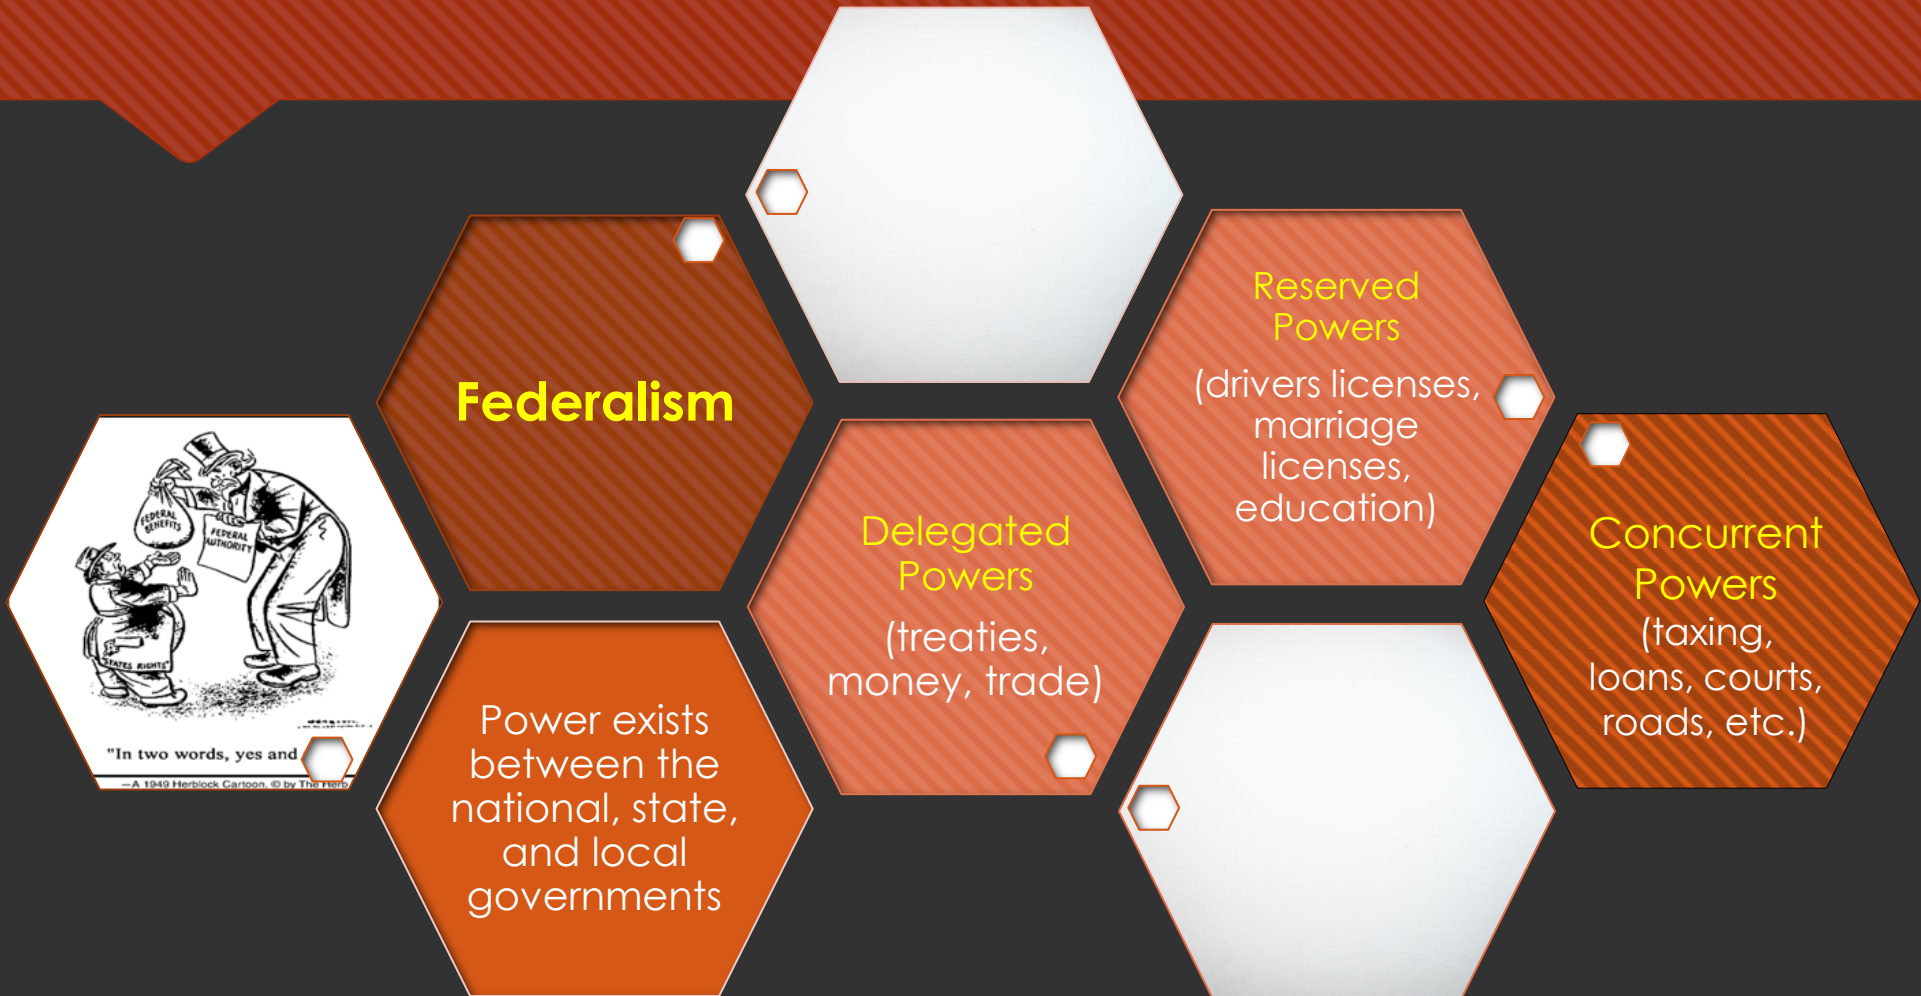 Federalism
FEDERAL
BENEFITS
FEDERAL
AUTHORITY
STATES RIGHTS"
"In two words, yes and
—A 1949 Herblock Cartoon, © by The Herb
Power exists
between the
national, state,
and local
governments
Delegated
Powers
(treaties,
money, trade)
Reserved
Powers
(drivers licenses,
marriage
licenses,
education)
Concurrent
Powers
(taxing,
loans, courts,
roads, etc.)